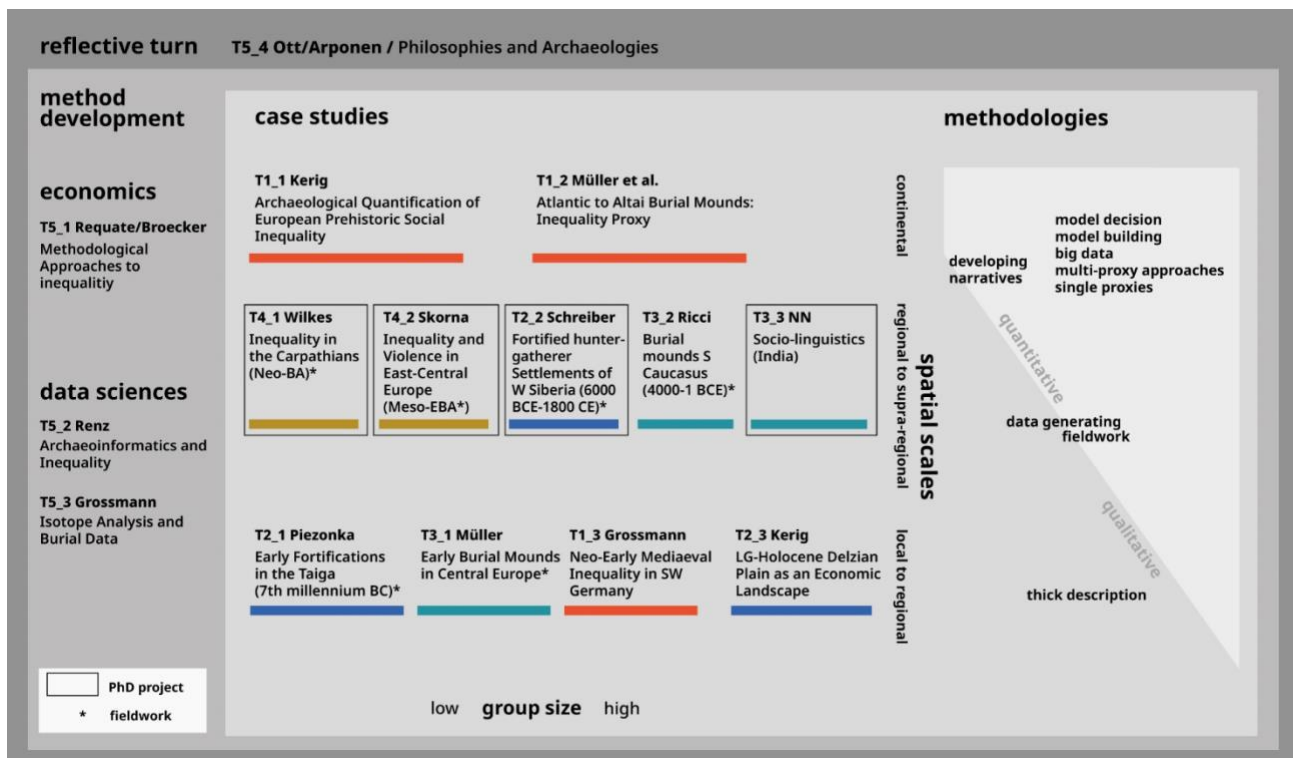 reflective turn
T5_4 Ott/Arponen / Philosophies and Archaeologies
method
development
economics
T5_1 Requate/Broecker
Methodological
Approaches to
inequalitiy
data sciences
T5_2 Renz
Archaeoinformatics and
Inequality
T5_3 Grossmann
Isotope Analysis and
Burial Data
PhD project
* fieldwork
case studies
T1_1 Kerig
Archaeological Quantification of
European Prehistoric Social
Inequality
T1_2 Müller et al.
Atlantic to Altai Burial Mounds:
Inequality Proxy
T4_1 Wilkes
Inequality in
the Carpathians
(Neo-BA)*
T4_2 Skorna
Inequality and
Violence in
East-Central
Europe
(Meso-EBA*)
T2_2 Schreiber
Fortified hunter-
gatherer
Settlements of
W Siberia (6000
BCE-1800 CE)*
T3_2 Ricci
Burial
mounds S
Caucasus
(4000-1 BCE)*
T3_3 NN
Socio-linguistics
(India)
T2_1 Piezonka
Early Fortifications
in the Taiga
(7th millennium BC)*
T3_1 Müller
Early Burial Mounds
in Central Europe*
T1_3 Grossmann
Neo-Early Mediaeval
Inequality in SW
Germany
T2_3 Kerig
LG-Holocene Delzian
Plain as an Economic
Landscape
low group size high
continental
regional to supra-regional
local to regional
spatial scales
methodologies
model decision
model building
big data
multi-proxy approaches
single proxies
developing
narratives
quantitative
data generating
fieldwork
qualitative
thick description